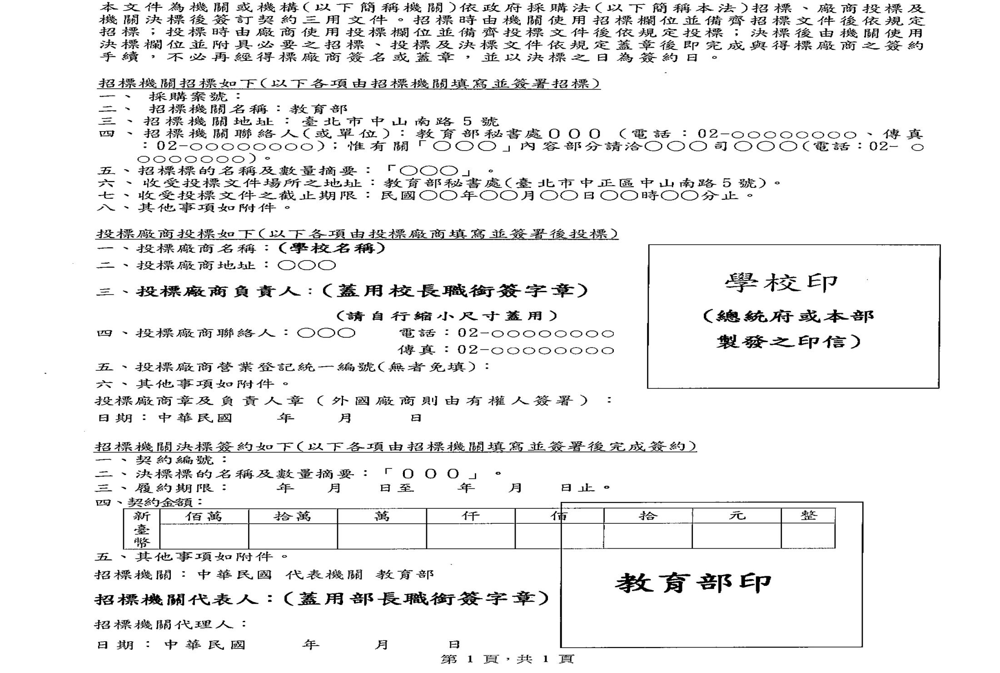 本文件為機關或機構(以下簡稱機關)依政府採購法(以下簡稱本法)招標、廠商投標及
機關決標後簽訂契約三用文件。招標時由機關使用招標欄位並備齊招標文件後依規定
招標；投標時由廠商使用投標欄位並備齊投標文件後依規定投標；決標後由機關使用
決標欄位並附具必要之招標、投標及決標文件依規定蓋章後即完成與得標廠商之簽約
手續，不必再經得標廠商簽名或蓋章，並以決標之日為簽約日。
招標機關招標如下(以下各項由招標機關填寫並簽署招標)
一、 採購案號：
二、 招標機關名稱：教育部
三、招標機關地址：臺北市中山南路5號
四、招標機關聯絡人(或單位)：教育部秘書處OOO (電話：02-○○○○○○○○、傳真
：02-○○○○○○○○)；惟有關「○○○」內容部分請洽○○○司○○○(電話：02- ○
○○○○○○○)。
五、招標標的名稱及數量摘要：「○○○」。
六、收受投標文件場所之地址：教育部秘書處(臺北市中正區中山南路5號)。
七、收受投標文件之截止期限：民國○○年○○月○○日○○時○○分止。
八、其他事項如附件。
投標廠商投標如下(以下各項由投標廠商填寫並簽署後投標)
一、投標廠商名稱：(學校名稱)
二、投標廠商地址：○○○
三、投標廠商負責人：(蓋用校長職銜簽字章)
(請自行縮小尺寸蓋用)
四、投標廠商聯絡人：○○○ 電話：02-○○○○○○○○
傳真：02-○○○○○○○○
五、投標廠商營業登記統一編號(無者免填)：
六、其他事項如附件。
學校印
(總統府或本部
製發之印信)
投標廠商章及負責人章(外國廠商則由有權人簽署)：
日期：中華民國 年 月 日
招標機關決標簽約如下(以下各項由招標機關填寫並簽署後完成簽約)
一、契約編號：
二、決標標的名稱及數量摘要：「OOO」。
三、履約期限： 年 月 日至 年 月 日止。
四、契約金額：
新臺幣 佰萬 拾萬 萬 仟 佰 拾 元 整
五、其他事項如附件。
招標機關：中華民國 代表機關 教育部
招標機關代表人：(蓋用部長職銜簽字章)
教育部印
招標機關代理人：
日期：中華民國 年 月 日
第 1 頁，共 1 頁